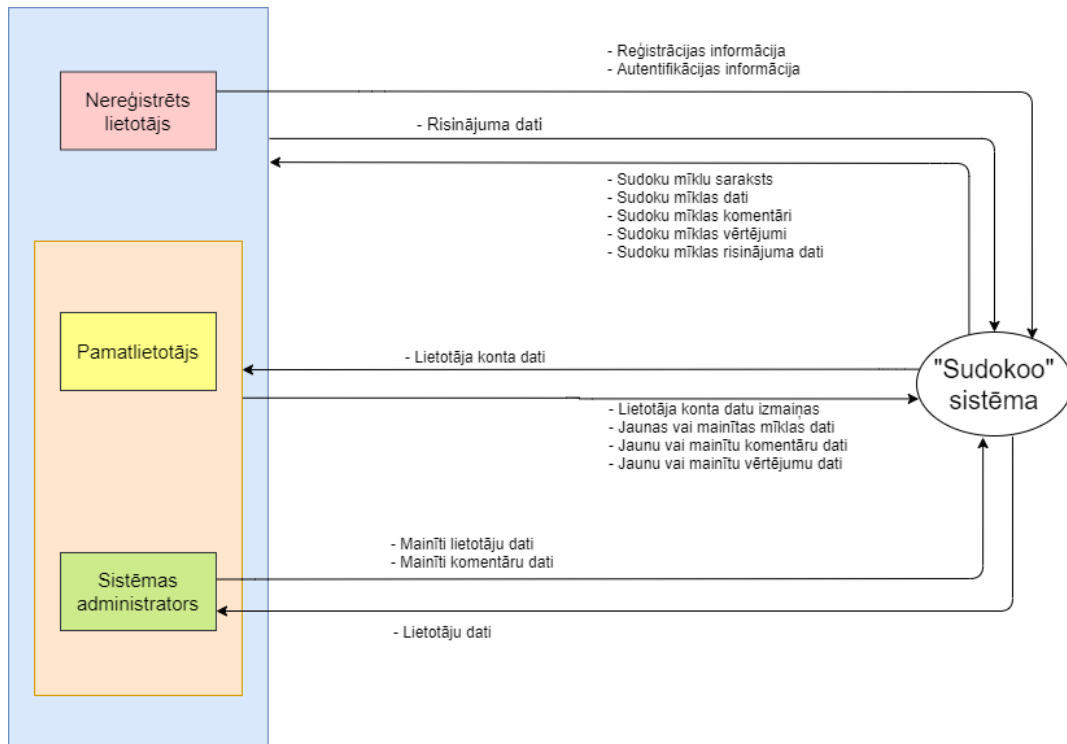 - Reģistrācijas informācija
- Autentifikācijas informācija
Nereģistrēts
lietotājs
- Risinājuma dati
- Sudoku mīklu saraksts
- Sudoku mīklas dati
- Sudoku mīklas komentāri
- Sudoku mīklas vērtējumi
- Sudoku mīklas risinājuma dati
Pamatlietotājs
- Lietotāja konta dati
"Sudokoo"
sistēma
- Lietotāja konta datu izmaiņas
- Jaunas vai mainītas mīklas dati
- Jaunu vai mainītu komentāru dati
- Jaunu vai mainītu vērtējumu dati
- Mainīti lietotāju dati
- Mainīti komentāru dati
Sistēmas
administrators
- Lietotāju dati